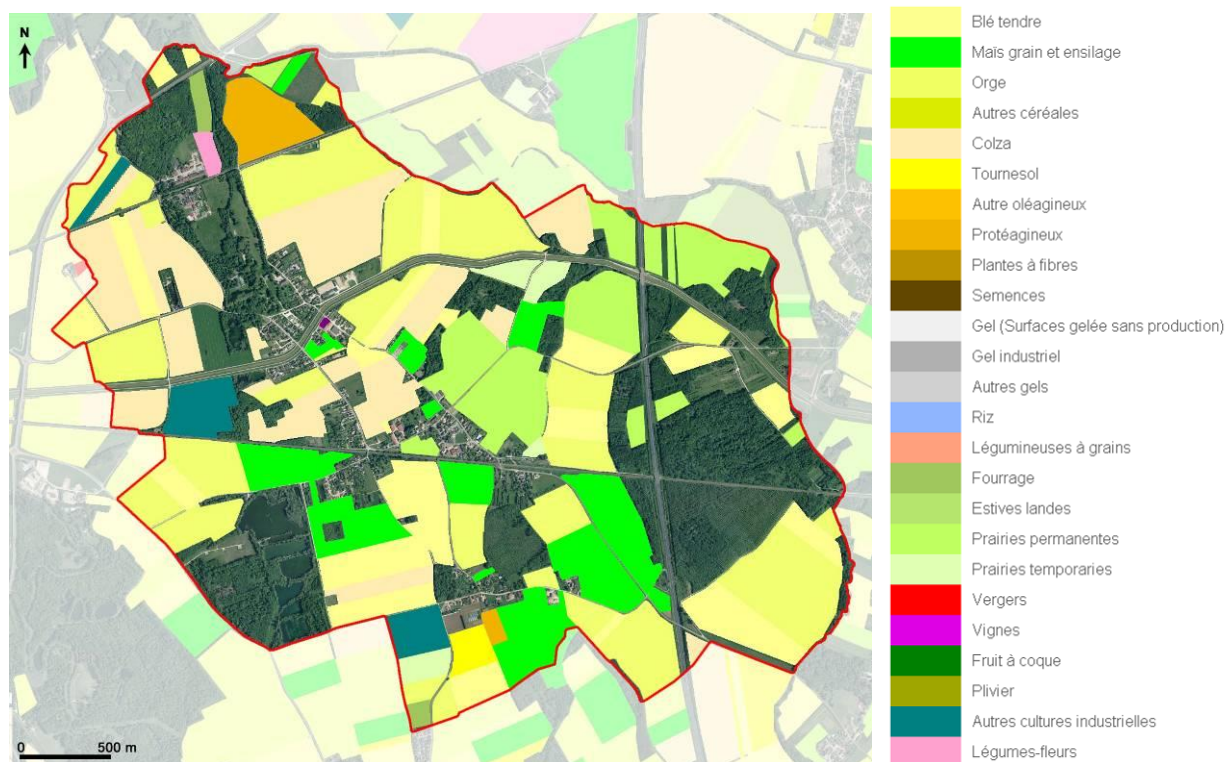 N
0 500 m
Blé tendre
Maïs grain et ensilage
Orge
Autres céréales
Colza
Tournesol
Autre oléagineux
Protéagineux
Plantes à fibres
Semences
Gel (Surfaces gelée sans production)
Gel industriel
Autres gels
Riz
Légumineuses à grains
Fourrage
Estives landes
Prairies permanentes
Prairies temporaries
Vergers
Vignes
Fruit à coque
Plivier
Autres cultures industrielles
Légumes-fleurs